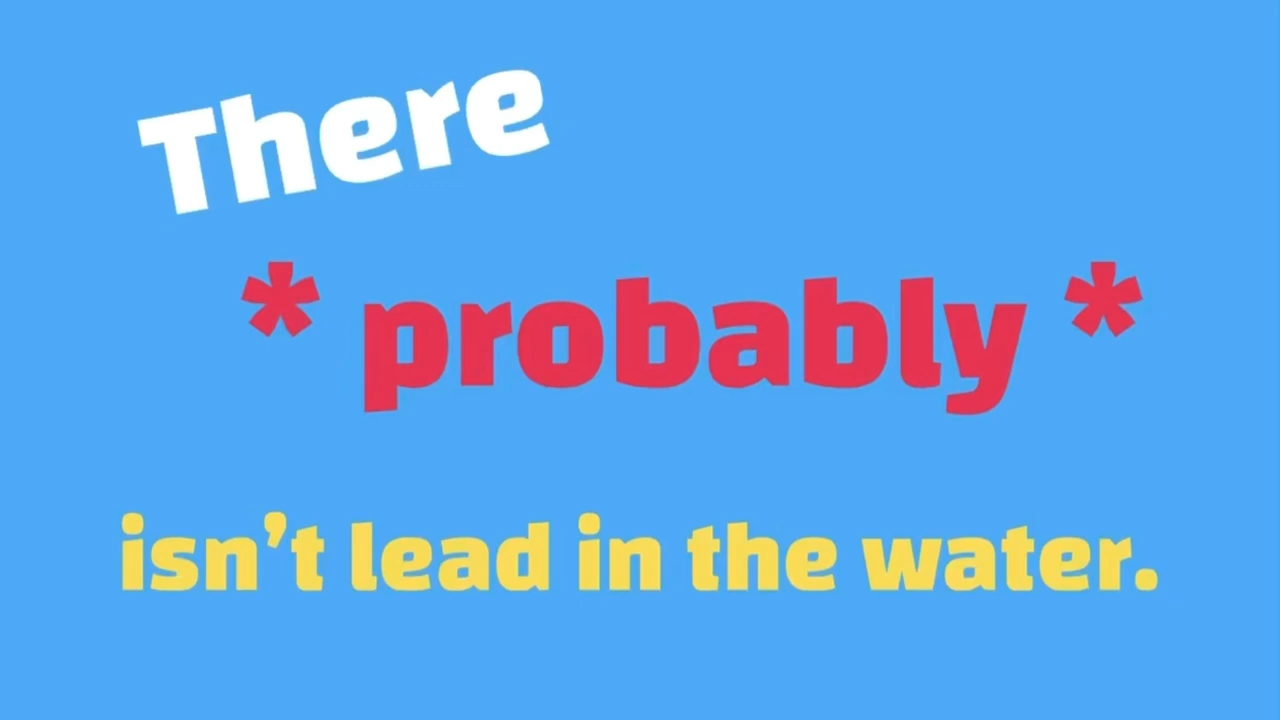 There
* probably *
isn’t lead in the water.